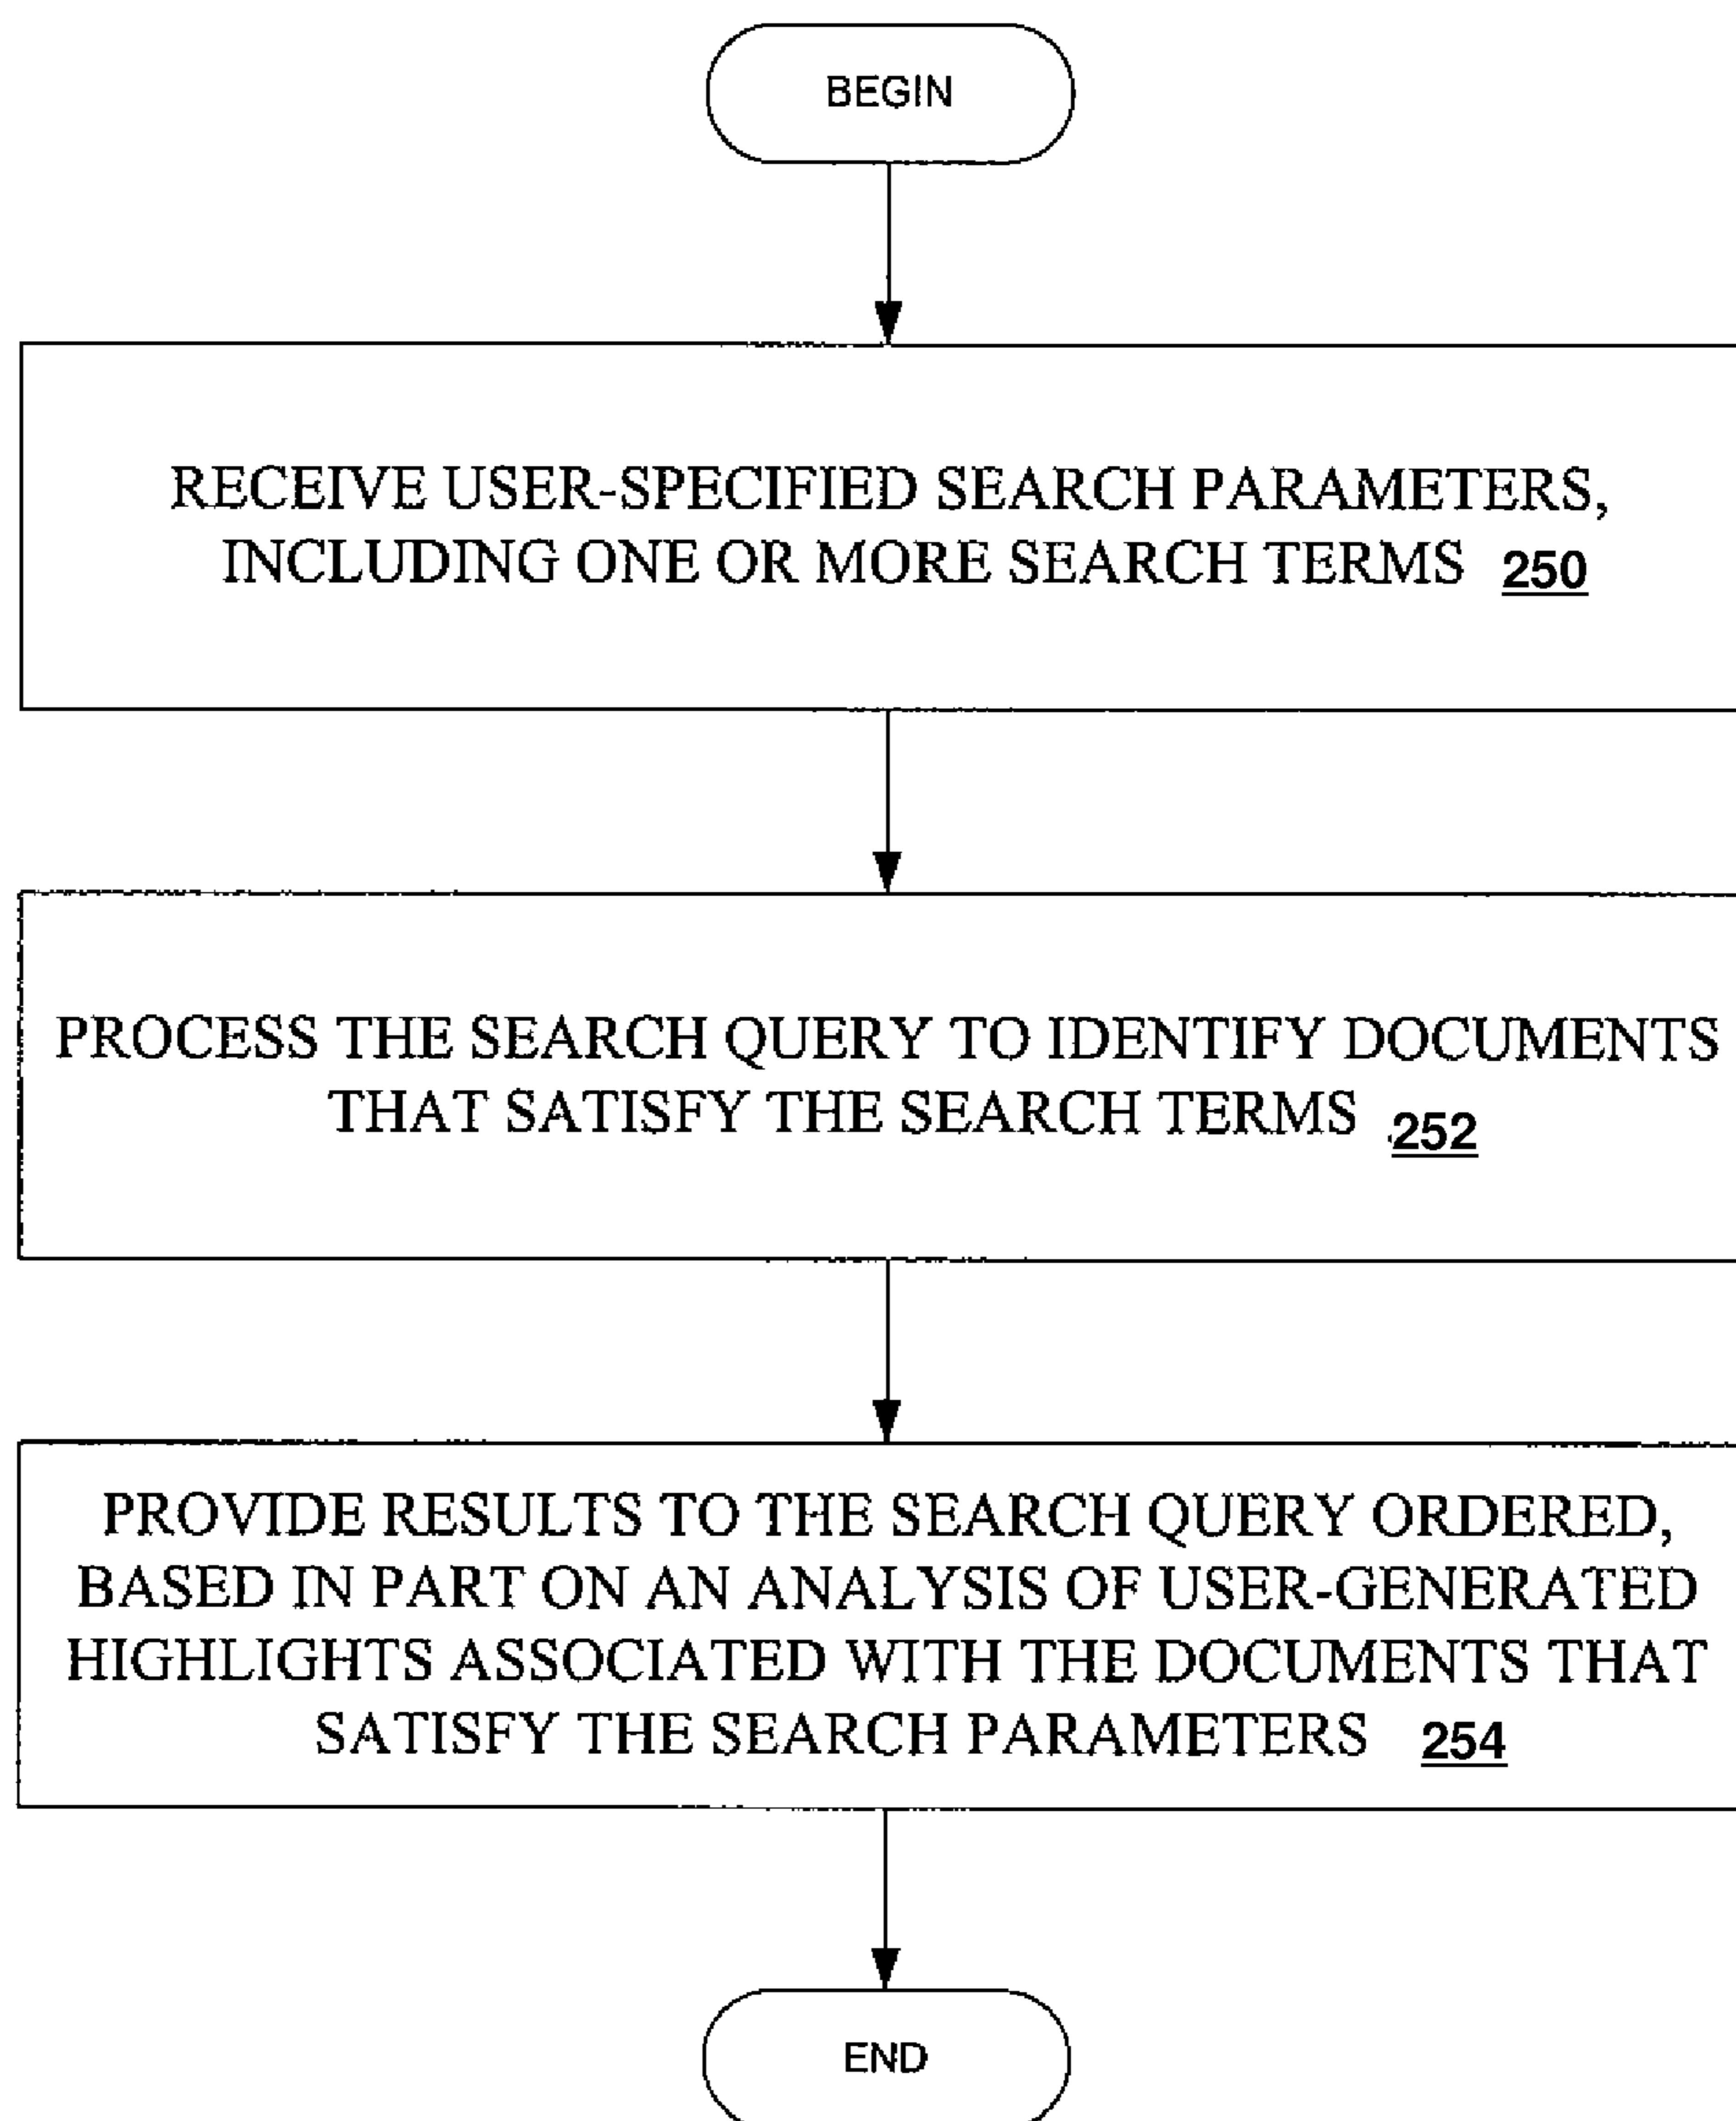 BEGIN
RECEIVE USER-SPECIFIED SEARCH PARAMETERS,
INCLUDING ONE OR MORE SEARCH TERMS 250
PROCESS THE SEARCH QUERY TO IDENTIFY DOCUMENTS
THAT SATISFY THE SEARCH TERMS 252
PROVIDE RESULTS TO THE SEARCH QUERY ORDERED,
BASED IN PART ON AN ANALYSIS OF USER-GENERATED
HIGHLIGHTS ASSOCIATED WITH THE DOCUMENTS THAT
SATISFY THE SEARCH PARAMETERS 254
END